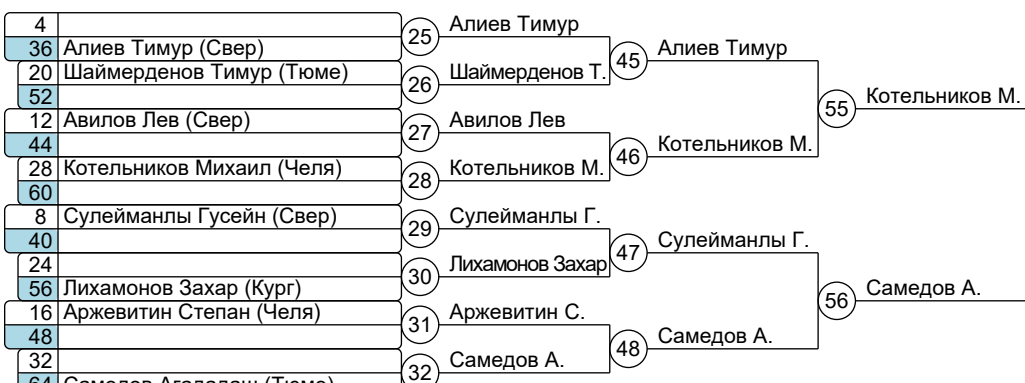 4
25
Алиев Тимур
36 Алиев Тимур (Свер)
45
Алиев Тимур
20 Шаймерденов Тимур (Тюме)
26
Шаймерденов Т.
52
55
Котельников М.
12 Авилов Лев (Свер)
27
Авилов Лев
44
46
Котельников М.
28 Котельников Михаил (Челя)
28
Котельников М.
60
8 Сулейманлы Гусейн (Свер)
29
Сулейманлы Г.
40
47
Сулейманлы Г.
24
30
Лихамонов Захар
56 Лихамонов Захар (Кург)
56
Самедов А.
16 Аржевитин Степан (Челя)
31
Аржевитин С.
48
48
Самедов А.
32
32
Самедов А.
64 Самедов Агададаш (Тюме)